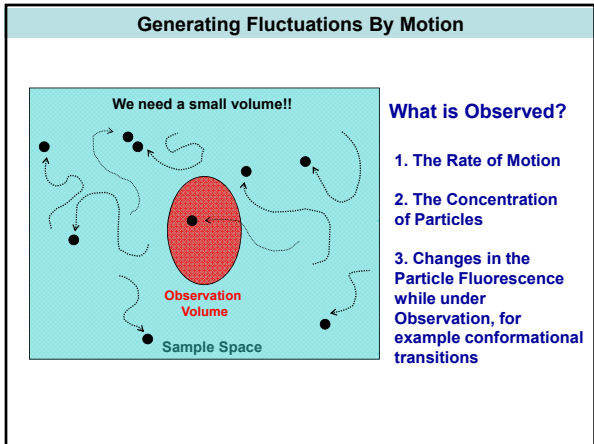 Generating Fluctuations By Motion
We need a small volume!!
Observation
Volume
Sample Space
What is Observed?
1. The Rate of Motion
2. The Concentration
of Particles
3. Changes in the
Particle Fluorescence
while under
Observation, for
example conformational
transitions